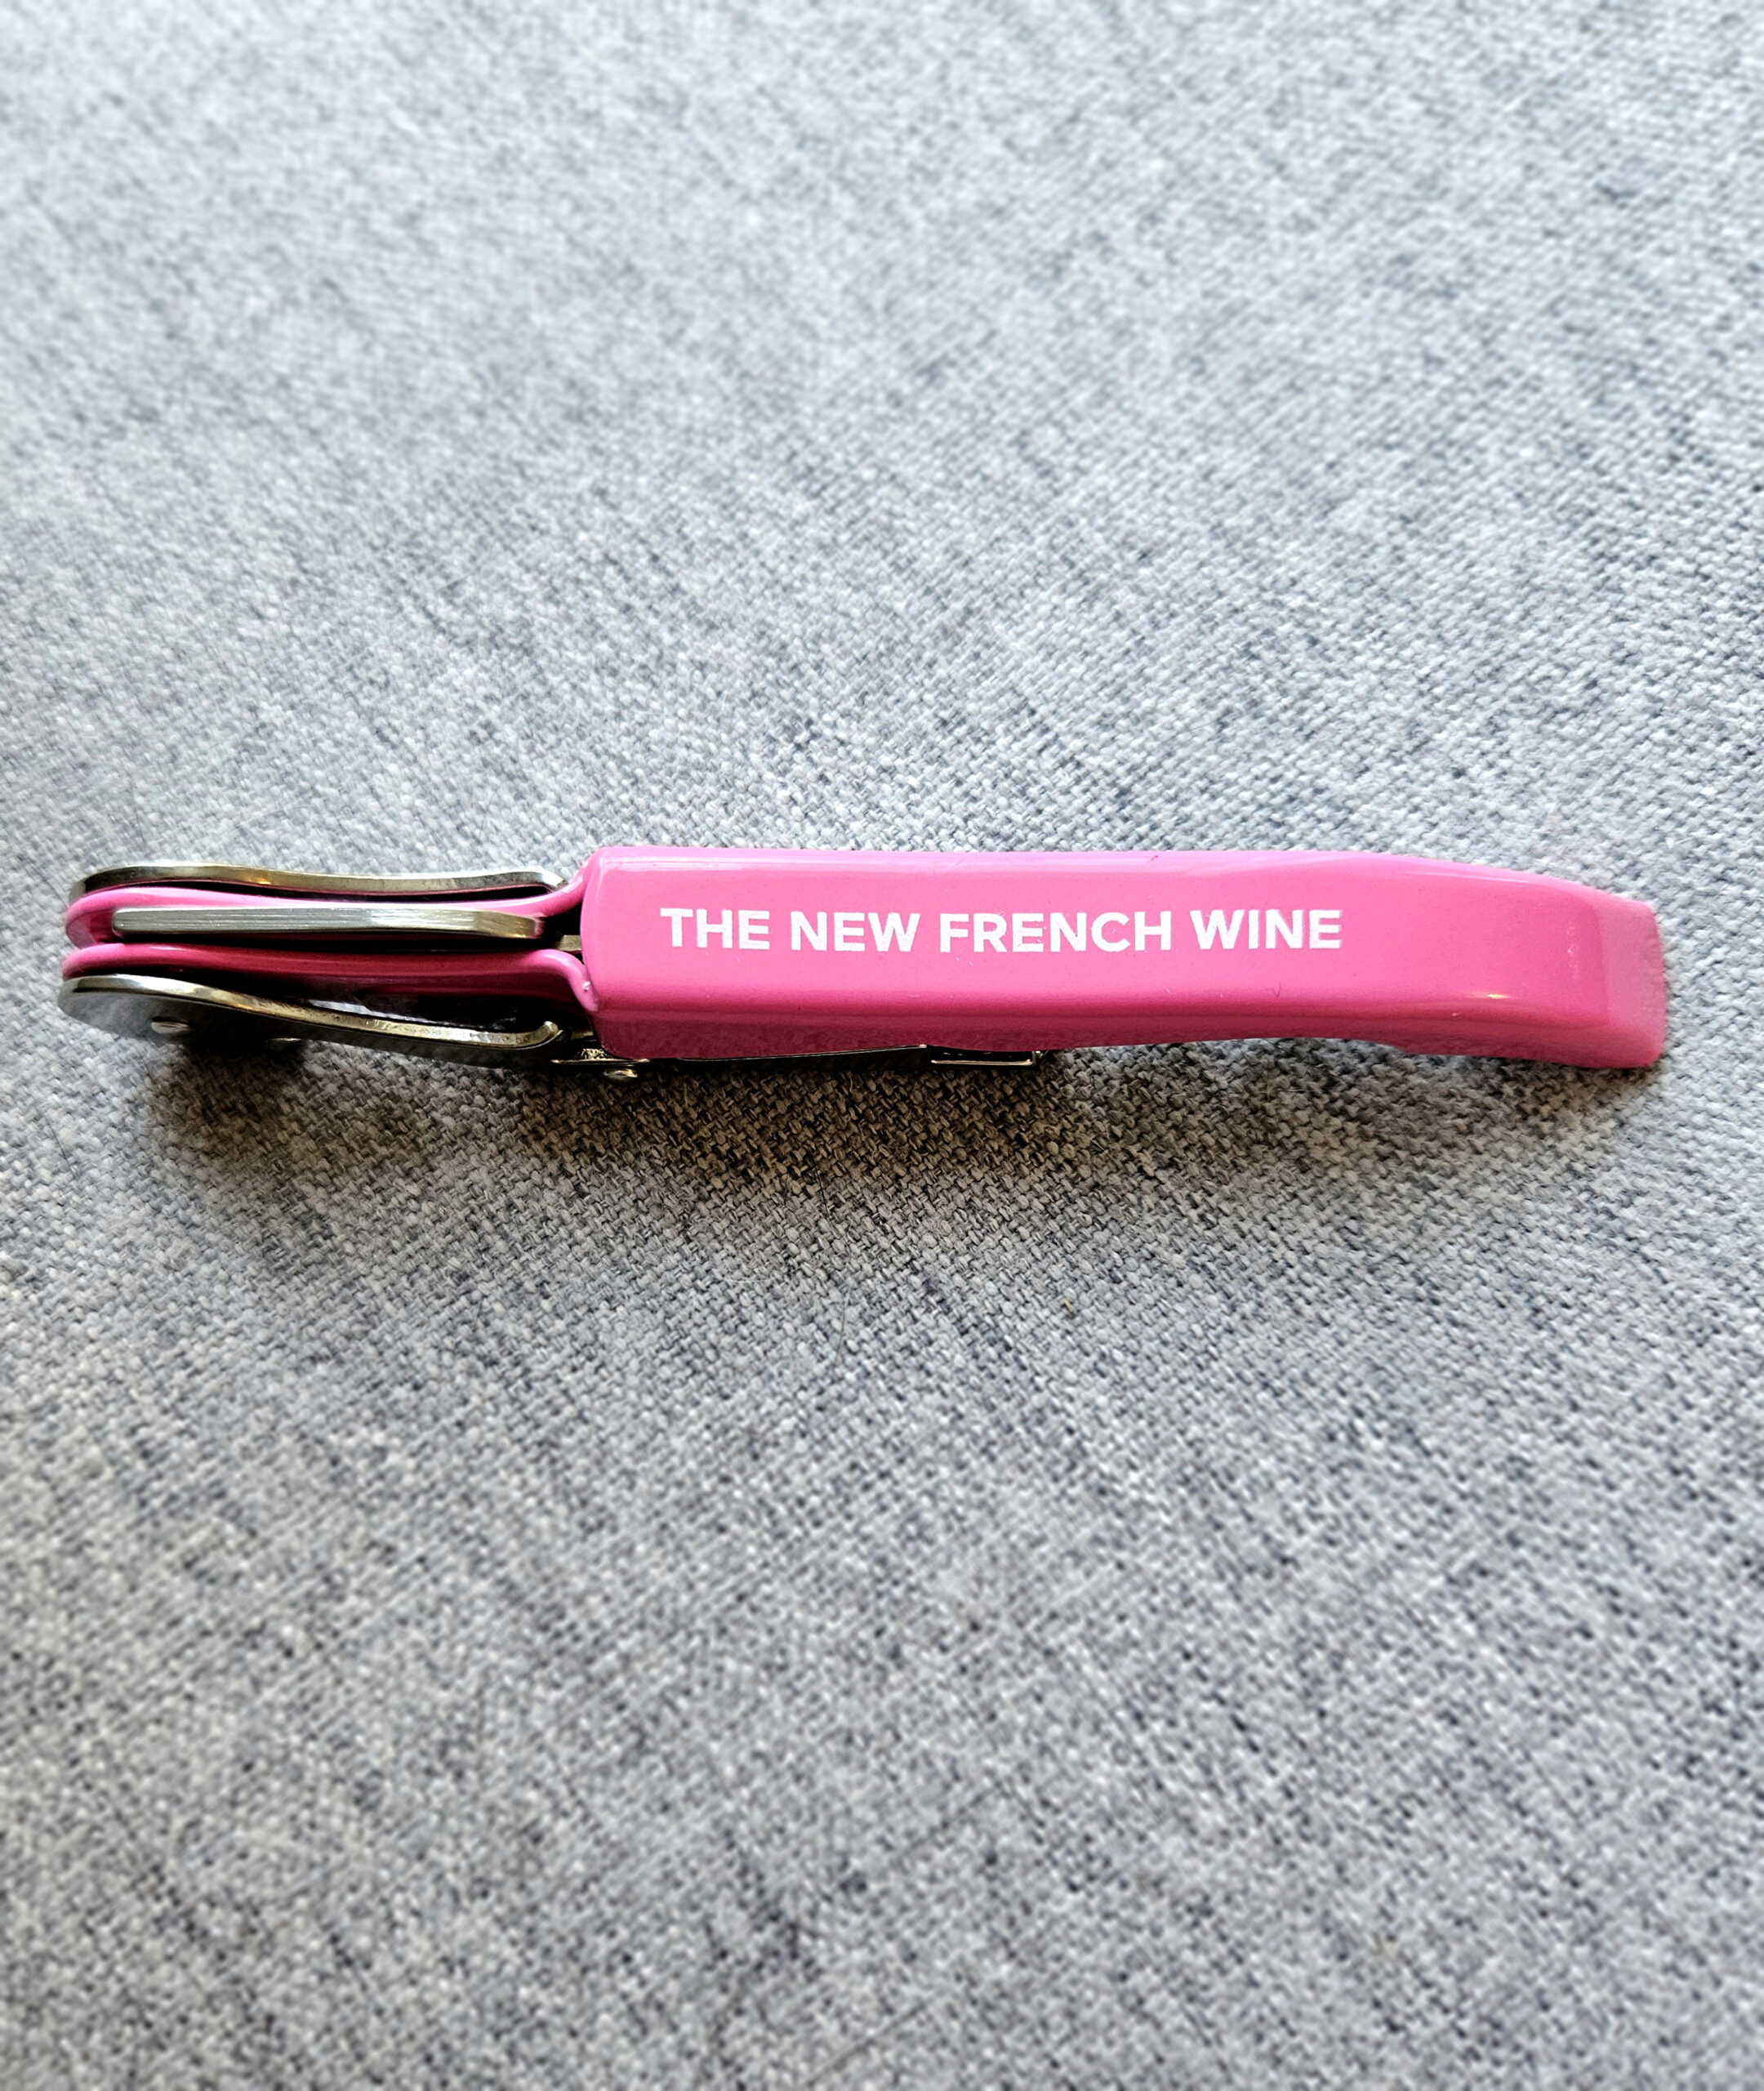 THE NEW FRENCH WINE